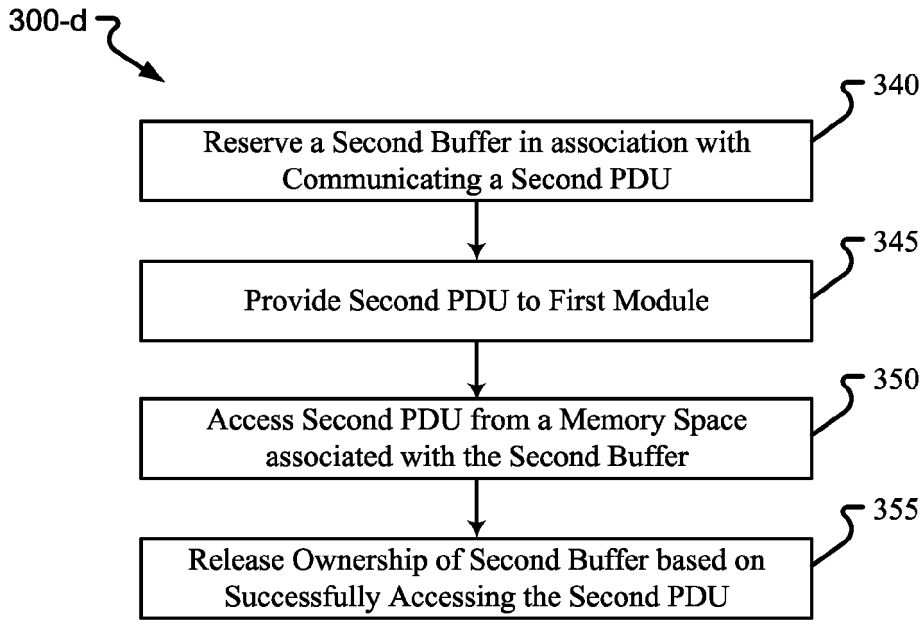 300-d
340
Reserve a Second Buffer in association with
Communicating a Second PDU
345
Provide Second PDU to First Module
350
Access Second PDU from a Memory Space
associated with the Second Buffer
355
Release Ownership of Second Buffer based on
Successfully Accessing the Second PDU